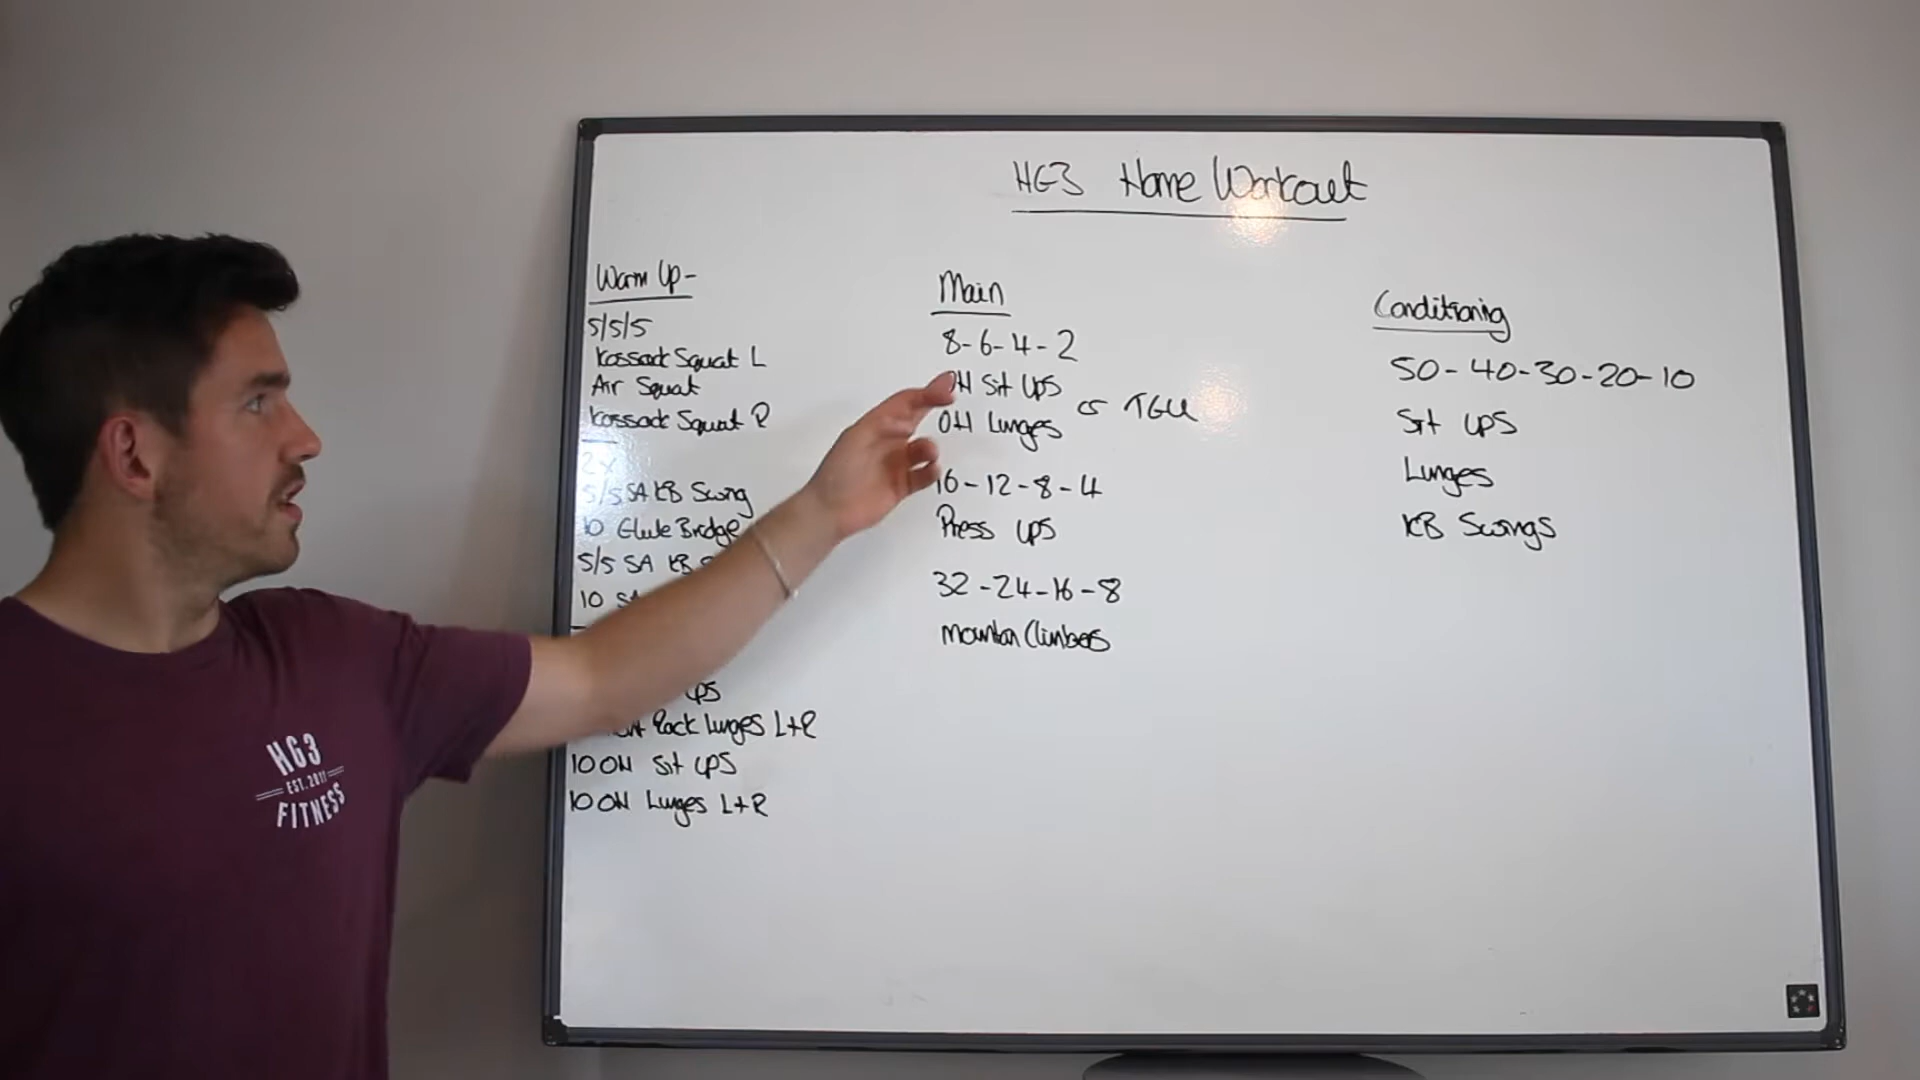 HG3 Home Workout
Warm Up-
5/5/5
Kossack Squat L
Air Squat
Kossack Squat R
2x
5/5 SA KB Swing
10 Glute Bridge
5/5 SA KB
10
ups
Rack Lunges L+R
10 OH Sit ups
10 OH Lunges L+R
Main
8-6-4-2
OH Sit Ups
OH Lunges
or TGU
16-12-8-4
Press ups
32-24-16-8
Mountain Climbers
Conditioning
50-40-30-20-10
Sit ups
Lunges
KB Swings
HG3
EST. 2017
FITNESS